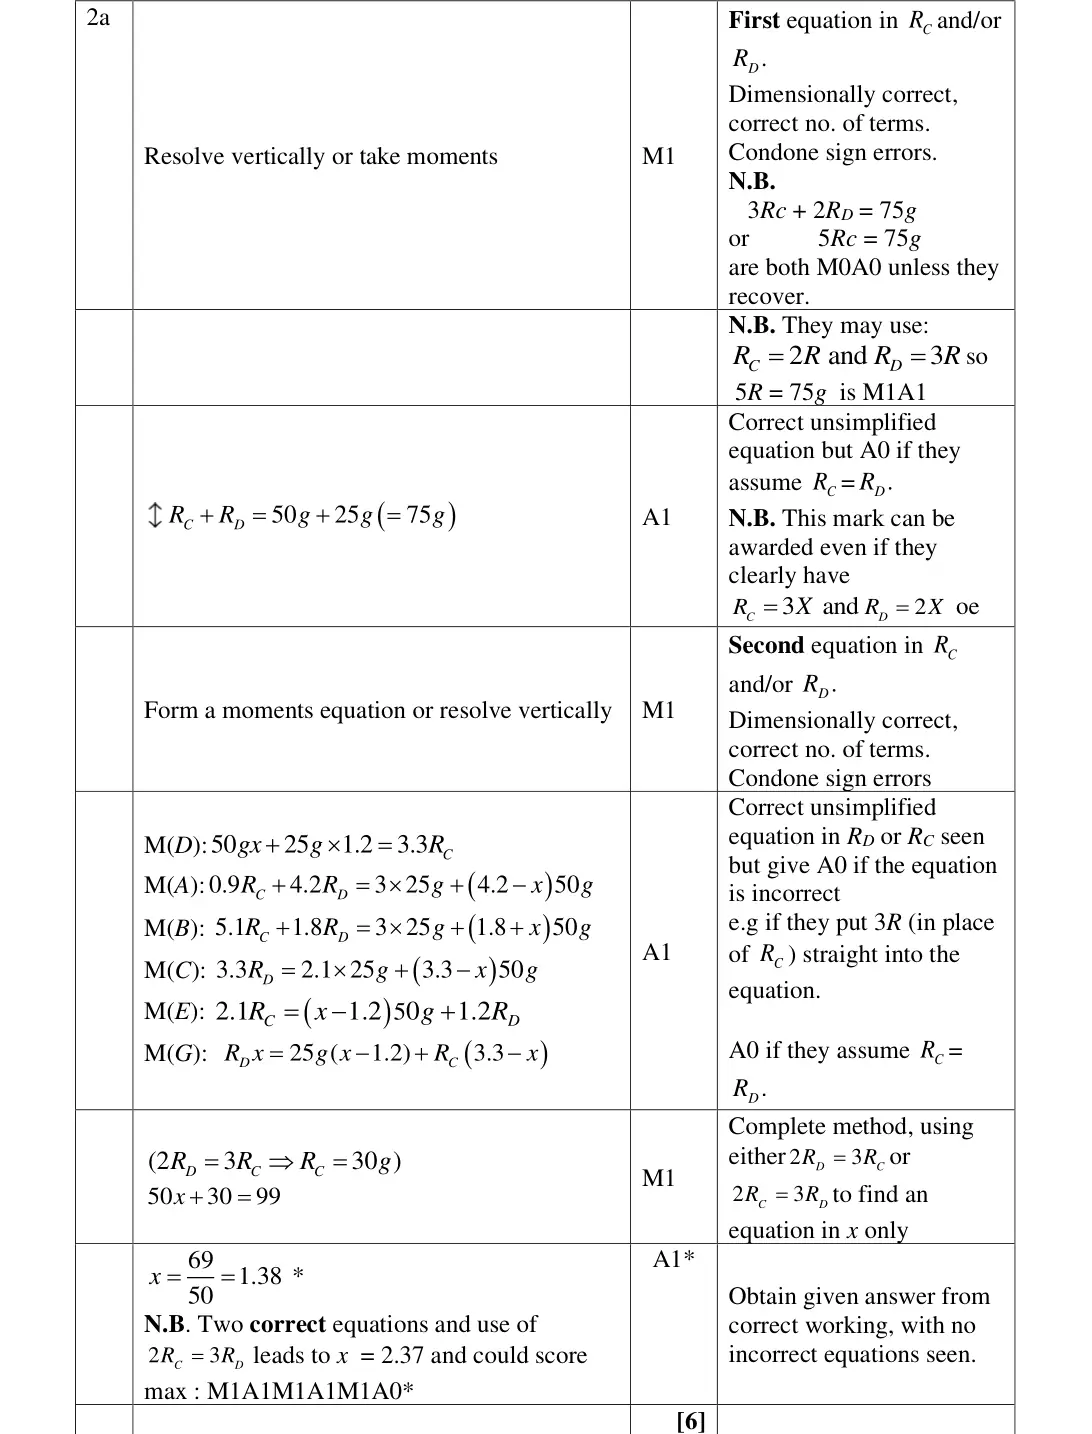 2a
Resolve vertically or take moments
M1
First equation in R_C and/or
R_D.
Dimensionally correct,
correct no. of terms.
Condone sign errors.
N.B.
3Rc + 2R_D = 75g
or 5Rc = 75g
are both M0A0 unless they
recover.
N.B. They may use:
R_C = 2R and R_D = 3R so
5R = 75g is M1A1
↕ R_C + R_D = 50g + 25g (= 75g)
A1
Correct unsimplified
equation but A0 if they
assume R_C = R_D.
N.B. This mark can be
awarded even if they
clearly have
R_C = 3X and R_D = 2X oe
Form a moments equation or resolve vertically
M1
Second equation in R_C
and/or R_D.
Dimensionally correct,
correct no. of terms.
Condone sign errors
M(D): 50gx + 25g × 1.2 = 3.3R_C
M(A): 0.9R_C + 4.2R_D = 3 × 25g + (4.2 − x)50g
M(B): 5.1R_C + 1.8R_D = 3 × 25g + (1.8 + x)50g
M(C): 3.3R_D = 2.1 × 25g + (3.3 − x)50g
M(E): 2.1R_C = (x − 1.2)50g + 1.2R_D
M(G): R_D x = 25g(x − 1.2) + R_C (3.3 − x)
A1
Correct unsimplified
equation in R_D or R_C seen
but give A0 if the equation
is incorrect
e.g if they put 3R (in place
of R_C ) straight into the
equation.
A0 if they assume R_C =
R_D.
(2R_D = 3R_C ⇒ R_C = 30g)
50x + 30 = 99
M1
Complete method, using
either 2R_D = 3R_C or
2R_C = 3R_D to find an
equation in x only
x = 69/50 = 1.38 *
N.B. Two correct equations and use of
2R_C = 3R_D leads to x = 2.37 and could score
max : M1A1M1A1M1A0*
A1*
Obtain given answer from
correct working, with no
incorrect equations seen.
[6]